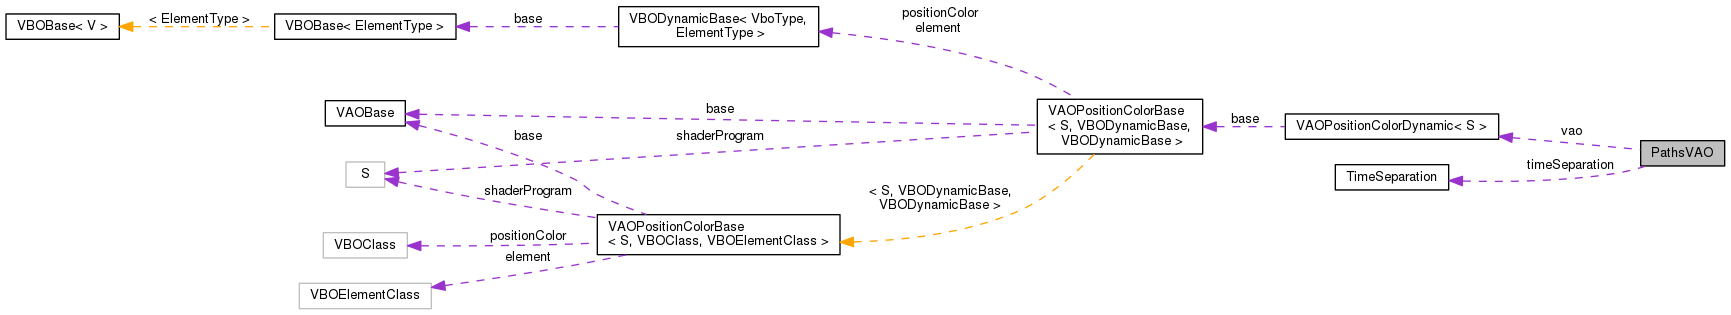 VBOBase< V >
< ElementType >
VBOBase< ElementType >
base
VBODynamicBase< VboType,
ElementType >
positionColor
element
VAOBase
base
base
shaderProgram
S
shaderProgram
VAOPositionColorBase
< S, VBODynamicBase,
VBODynamicBase >
base
VAOPositionColorDynamic< S >
vao
PathsVAO
timeSeparation
TimeSeparation
< S, VBODynamicBase,
VBODynamicBase >
VAOPositionColorBase
< S, VBOClass, VBOElementClass >
positionColor
VBOClass
element
VBOElementClass